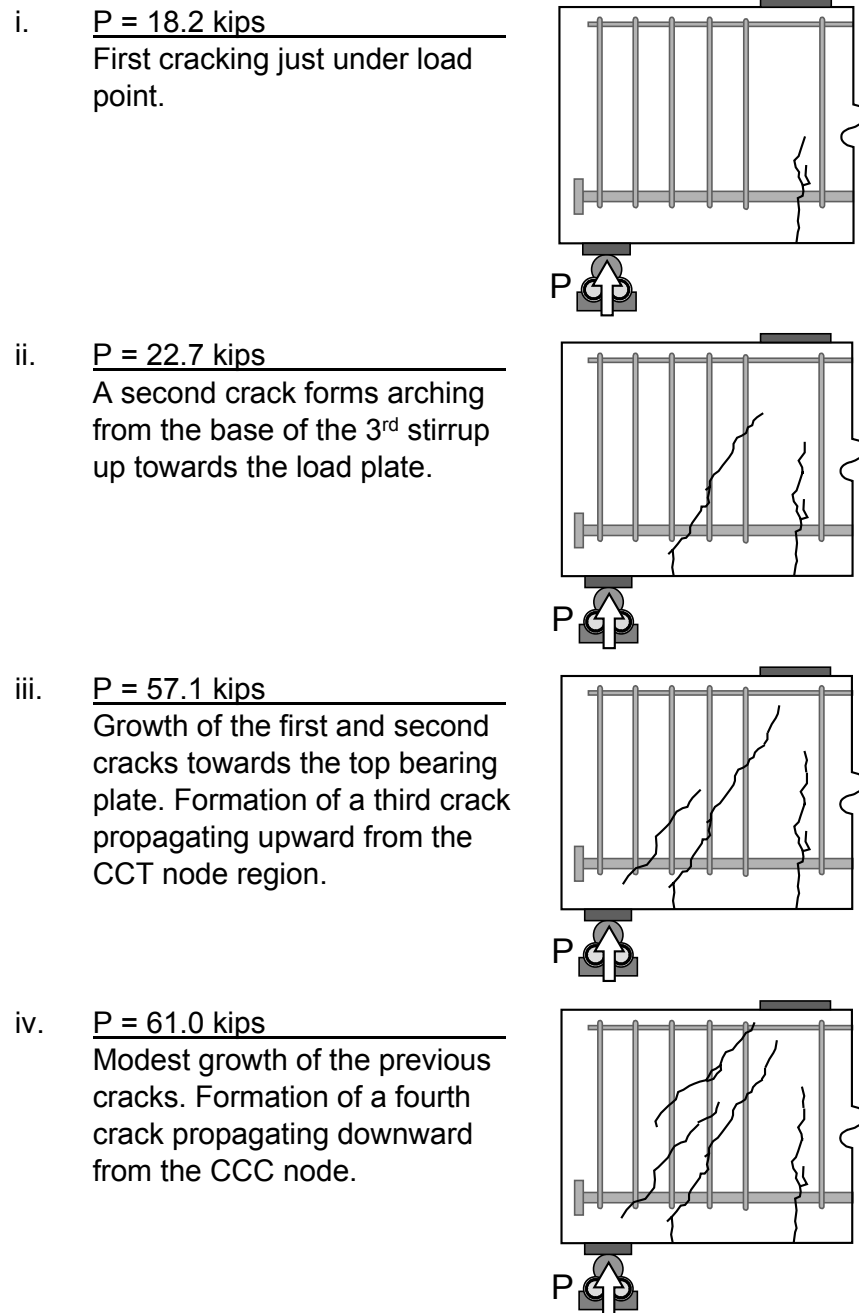 i. P = 18.2 kips
First cracking just under load
point.
P
ii. P = 22.7 kips
A second crack forms arching
from the base of the 3rd stirrup
up towards the load plate.
P
iii. P = 57.1 kips
Growth of the first and second
cracks towards the top bearing
plate. Formation of a third crack
propagating upward from the
CCT node region.
P
iv. P = 61.0 kips
Modest growth of the previous
cracks. Formation of a fourth
crack propagating downward
from the CCC node.
P